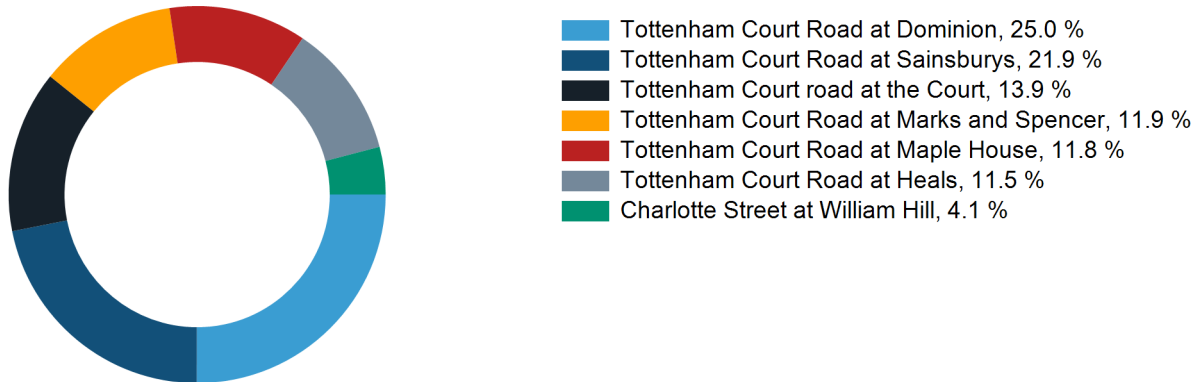 Tottenham Court Road at Dominion, 25.0 %
Tottenham Court Road at Sainsburys, 21.9 %
Tottenham Court road at the Court, 13.9 %
Tottenham Court Road at Marks and Spencer, 11.9 %
Tottenham Court Road at Maple House, 11.8 %
Tottenham Court Road at Heals, 11.5 %
Charlotte Street at William Hill, 4.1 %